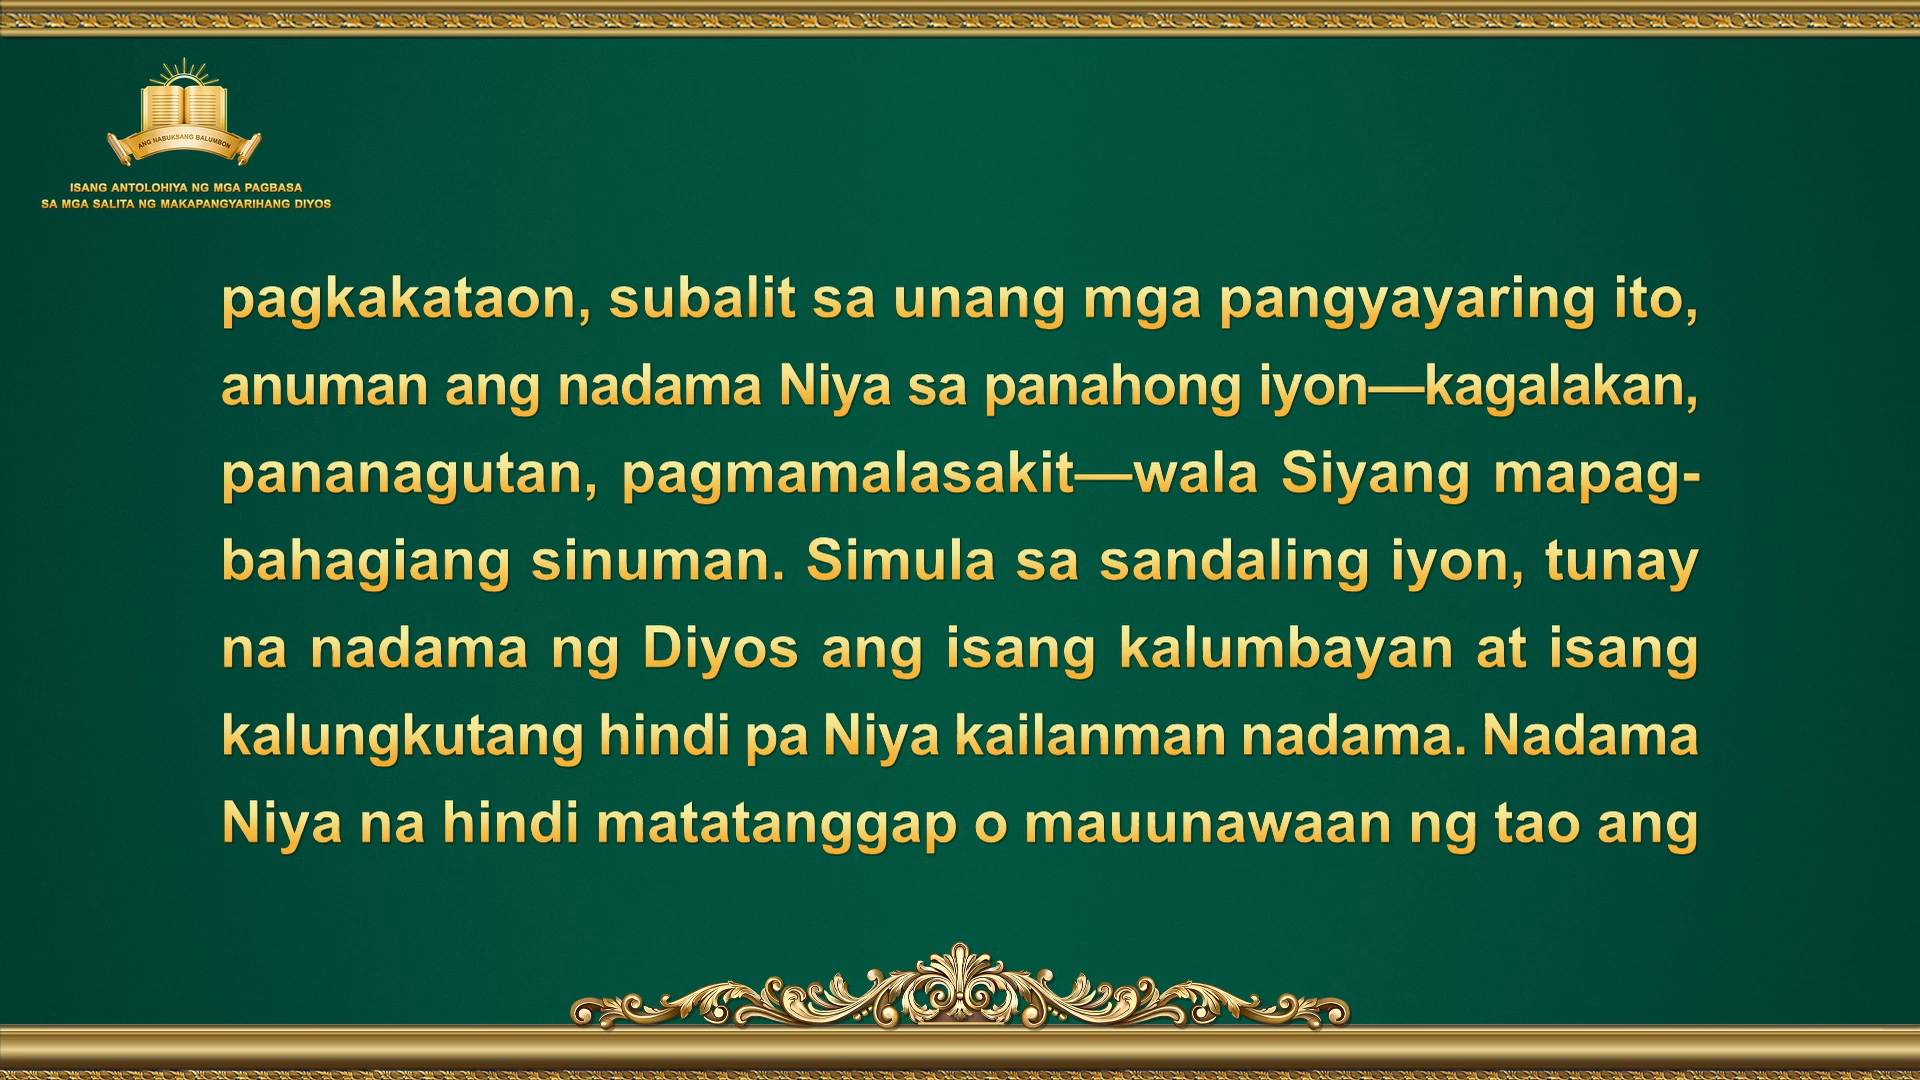 ANG NABUKSANG BALUMBON
ISANG ANTOLOHIYA NG MGA PAGBASA
SA MGA SALITA NG MAKAPANGYARIHANG DIYOS
pagkakataon, subalit sa unang mga pangyayaring ito,
anuman ang nadama Niya sa panahong iyon—kagalakan,
pananagutan, pagmamalasakit—wala Siyang mapag-
bahagiang sinuman. Simula sa sandaling iyon, tunay
na nadama ng Diyos ang isang kalumbayan at isang
kalungkutang hindi pa Niya kailanman nadama. Nadama
Niya na hindi matatanggap o mauunawaan ng tao ang